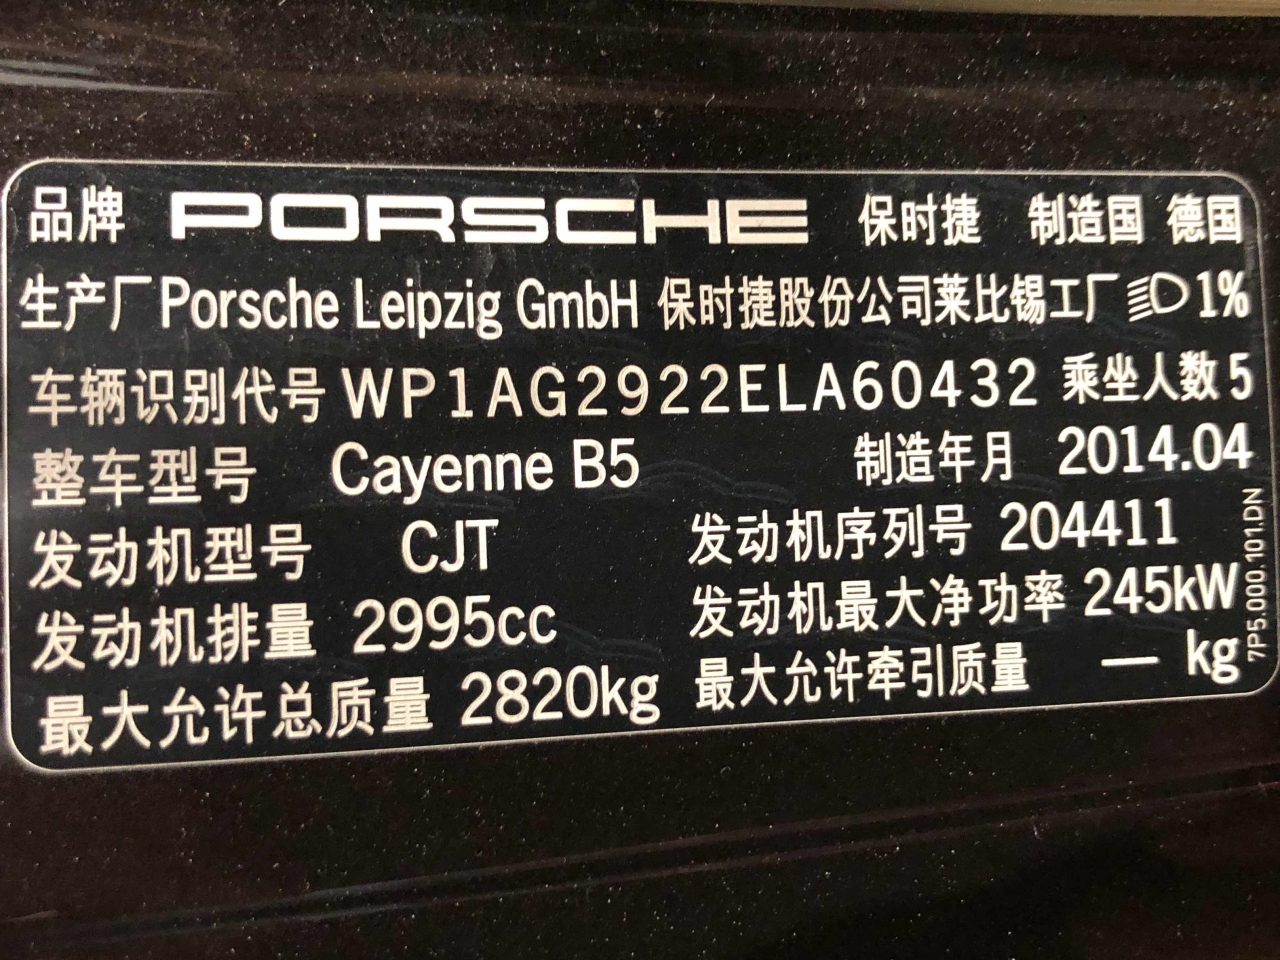 品牌 PORSCHE 保时捷 制造国 德国
生产厂 Porsche Leipzig GmbH 保时捷股份公司莱比锡工厂 1%
车辆识别代号 WP1AG2922ELA60432 乘坐人数 5
整车型号 Cayenne B5 制造年月 2014.04
发动机型号 CJT 发动机序列号 204411
发动机排量 2995cc 发动机最大净功率 245kW
最大允许总质量 2820kg 最大允许牵引质量 — kg
7P5.000.101.DN